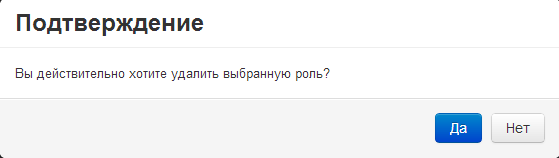 Подтверждение
Вы действительно хотите удалить выбранную роль?
Да Нет